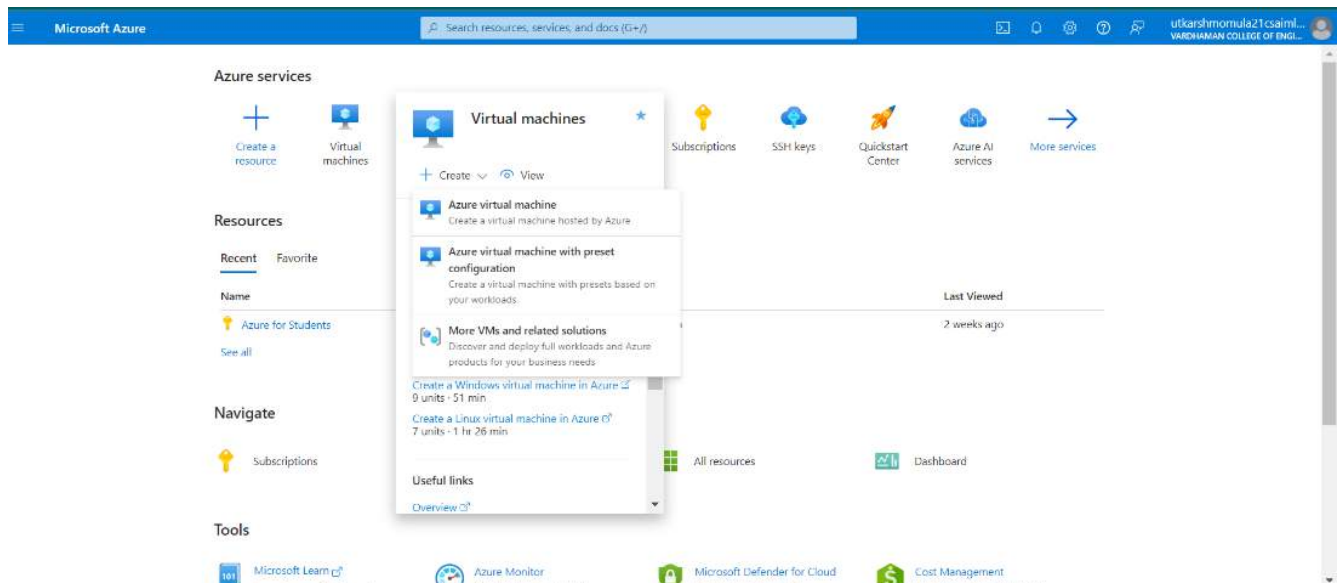 Microsoft Azure
Search resources, services, and docs (G+/)
utkarshmomula21csaiml...
VARDHAMAN COLLEGE OF ENGI...
Azure services
Create a
resource
Virtual
machines
Virtual machines
Create
View
Azure virtual machine
Create a virtual machine hosted by Azure
Azure virtual machine with preset
configuration
Create a virtual machine with presets based on
your workloads
More VMs and related solutions
Discover and deploy full workloads and Azure
products for your business needs
Create a Windows virtual machine in Azure
9 units · 51 min
Create a Linux virtual machine in Azure
7 units · 1 hr 26 min
Useful links
Overview
Subscriptions
SSH keys
Quickstart
Center
Azure AI
services
More services
Resources
Recent Favorite
Name Last Viewed
Azure for Students 2 weeks ago
See all
Navigate
Subscriptions All resources Dashboard
Tools
101
Microsoft Learn Azure Monitor Microsoft Defender for Cloud Cost Management